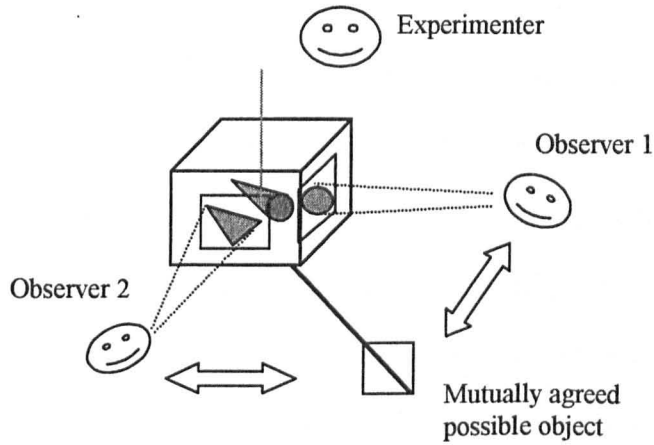 Experimenter
Observer 1
Observer 2
Mutually agreed
possible object